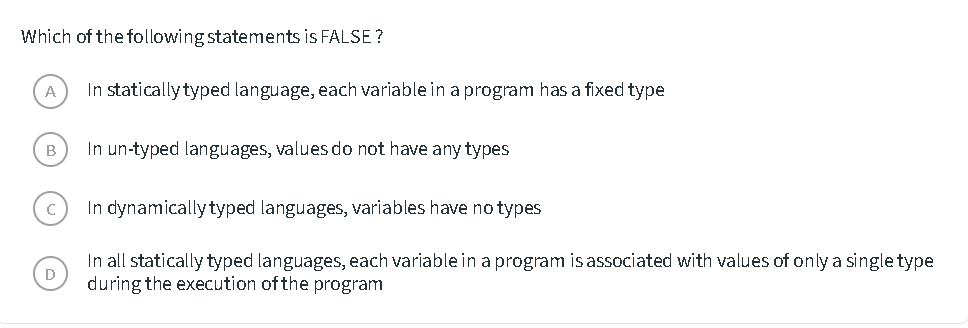 Which of the following statements is FALSE ?
A In statically typed language, each variable in a program has a fixed type
B In un-typed languages, values do not have any types
C In dynamically typed languages, variables have no types
D In all statically typed languages, each variable in a program is associated with values of only a single type
during the execution of the program